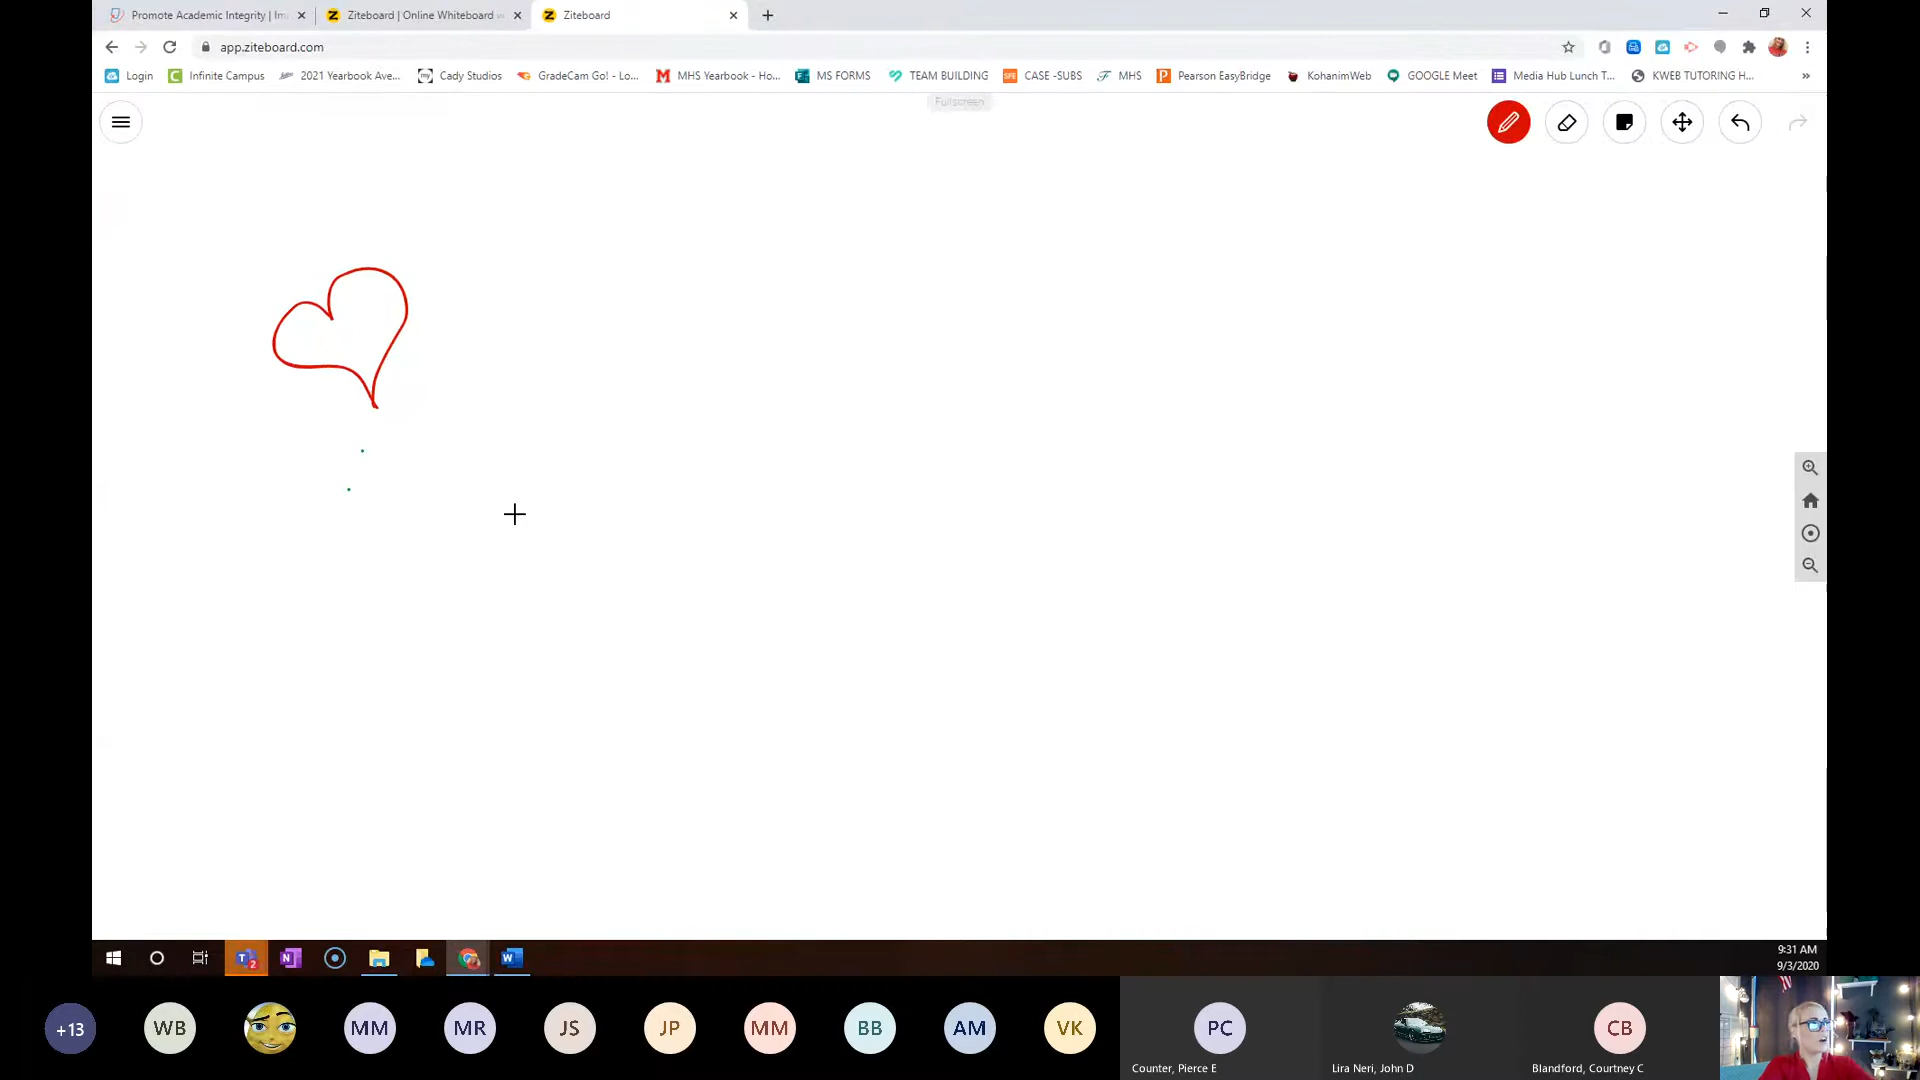 Promote Academic Integrity | Im
Ziteboard | Online Whiteboard w
Ziteboard
app.ziteboard.com
Login
Infinite Campus
2021 Yearbook Ave...
my
Cady Studios
GradeCam Go! - Lo...
MHS Yearbook - Ho...
MS FORMS
TEAM BUILDING
SFE
CASE -SUBS
MHS
Pearson EasyBridge
KohanimWeb
GOOGLE Meet
Media Hub Lunch T...
KWEB TUTORING H...
»
Fullscreen
9:31 AM
9/3/2020
+13
WB
MM
MR
JS
JP
MM
BB
AM
VK
PC
CB
Counter, Pierce E
Lira Neri, John D
Blandford, Courtney C